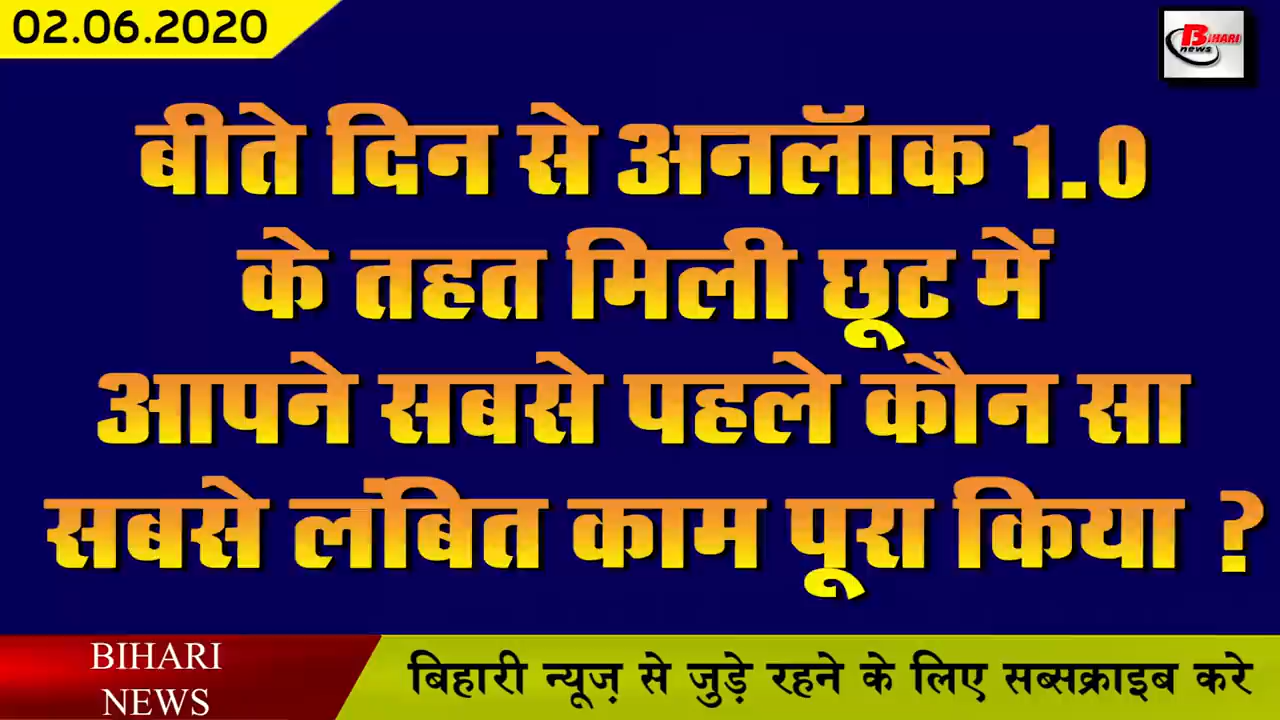 02.06.2020
BIHARI
news
बीते दिन से अनलॅाक 1.0
के तहत मिली छूट में
आपने सबसे पहले कौन सा
सबसे लंबित काम पूरा किया ?
BIHARI
NEWS
बिहारी न्यूज़ से जुड़े रहने के लिए सब्सक्राइब करे